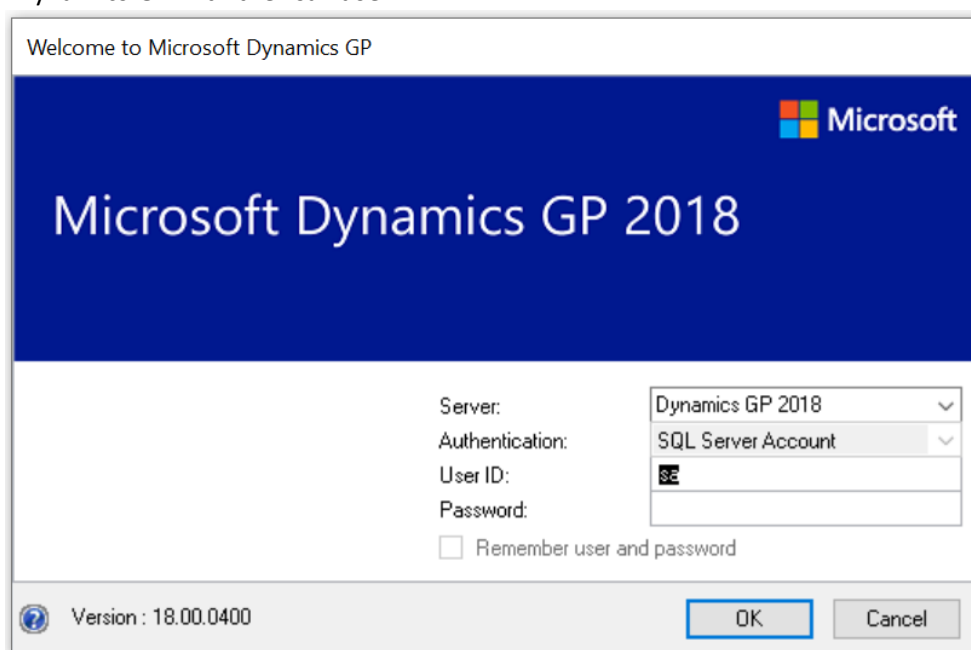 Welcome to Microsoft Dynamics GP
Microsoft
Microsoft Dynamics GP 2018
Server: Dynamics GP 2018
Authentication: SQL Server Account
User ID: sa
Password:
Remember user and password
Version : 18.00.0400 OK Cancel